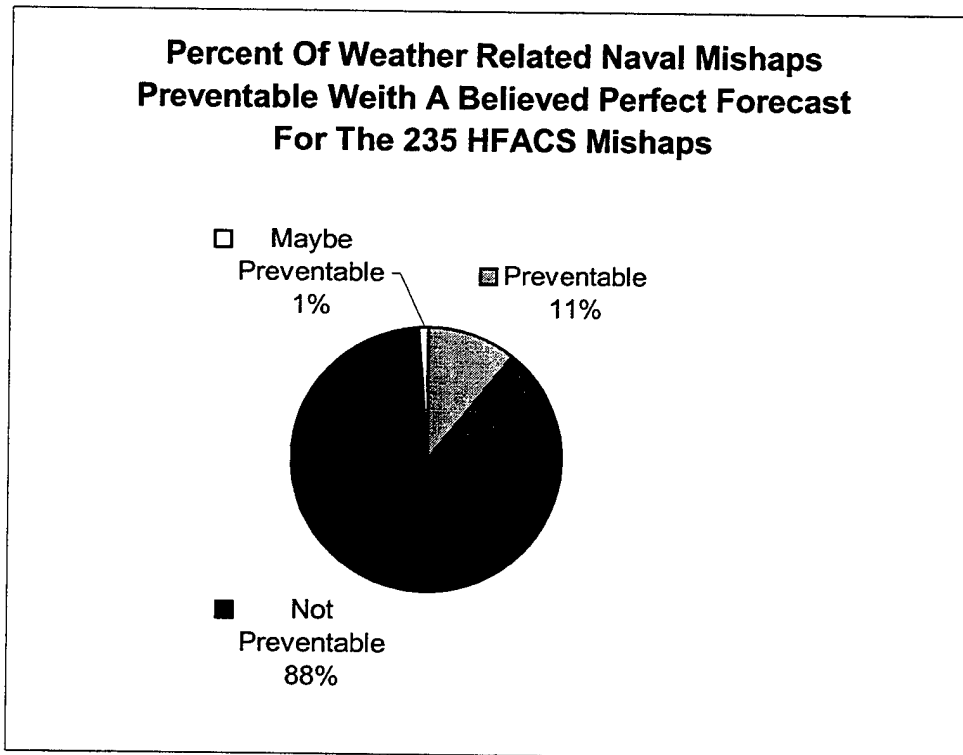 Percent Of Weather Related Naval Mishaps
Preventable Weith A Believed Perfect Forecast
For The 235 HFACS Mishaps
Maybe
Preventable
1%
Preventable
11%
Not
Preventable
88%